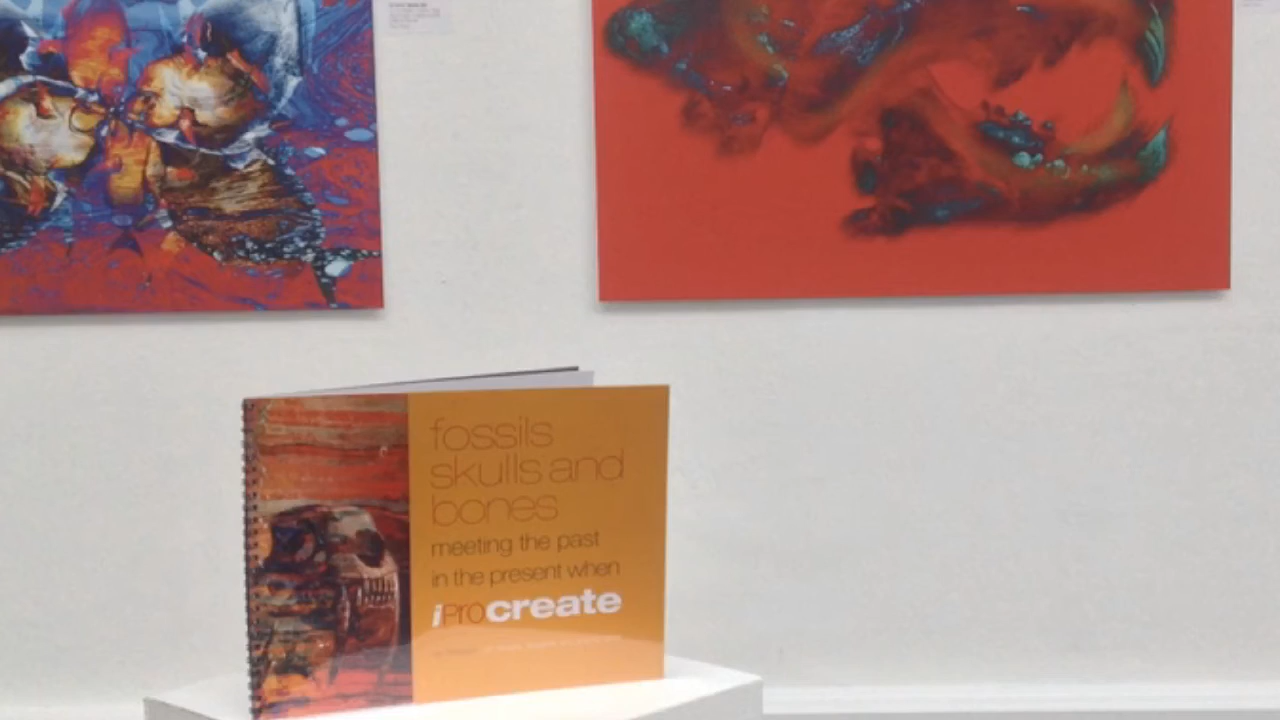 fossils
skulls and
bones
meeting the past
in the present when
iProcreate